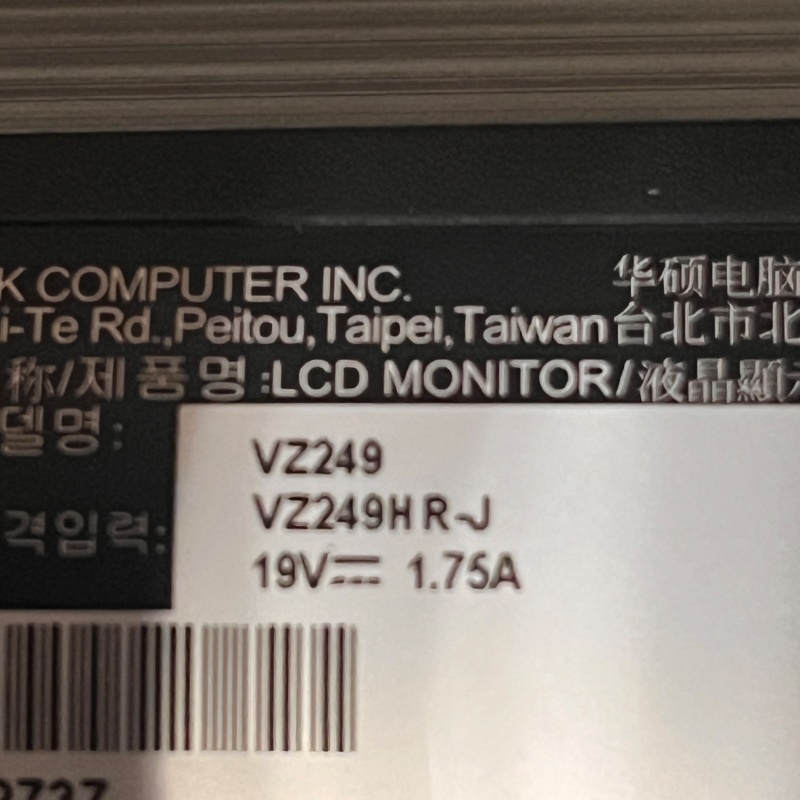 K COMPUTER INC. 华硕电脑
i-Te Rd.,Peitou,Taipei,Taiwan 台北市北
称/제품명:LCD MONITOR/液晶顯示
델명: VZ249
VZ249HR-J
격입력: 19V⎓ 1.75A